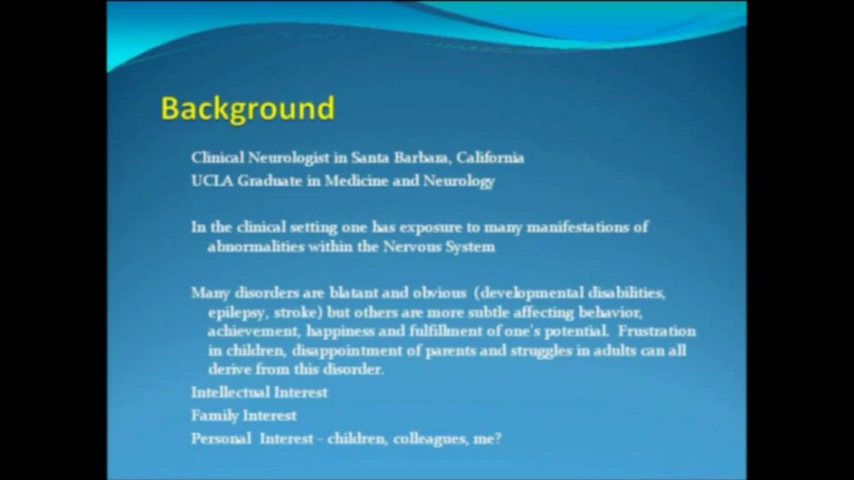 Background
Clinical Neurologist in Santa Barbara, California
UCLA Graduate in Medicine and Neurology
In the clinical setting one has exposure to many manifestations of
abnormalities within the Nervous System
Many disorders are blatant and obvious (developmental disabilities,
epilepsy, stroke) but others are more subtle affecting behavior,
achievement, happiness and fulfillment of one's potential. Frustration
in children, disappointment of parents and struggles in adults can all
derive from this disorder.
Intellectual Interest
Family Interest
Personal Interest - children, colleagues, me?